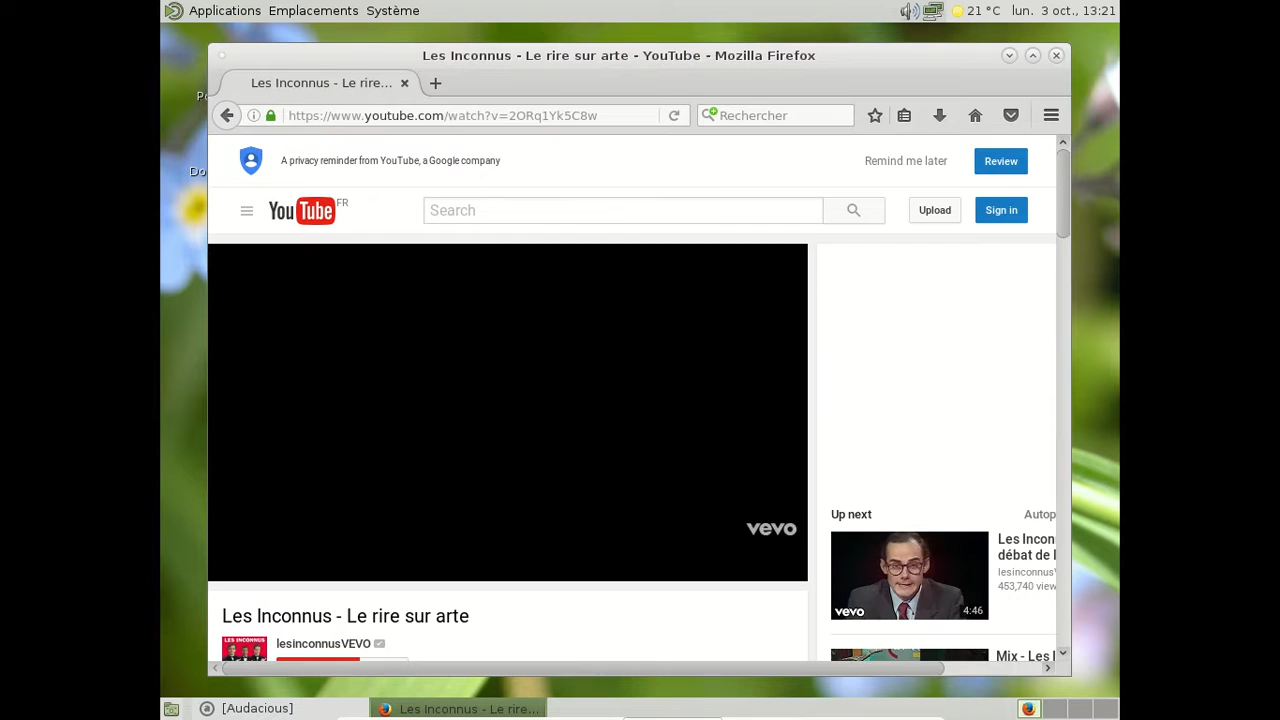 Applications Emplacements Système
21 °C lun. 3 oct., 13:21
Les Inconnus - Le rire sur arte - YouTube - Mozilla Firefox
Les Inconnus - Le rire...
https://www.youtube.com/watch?v=2ORq1Yk5C8w
Rechercher
A privacy reminder from YouTube, a Google company
Remind me later
Review
YouTube FR
Search
Upload
Sign in
vevo
Up next
Autop
Les Incon
débat de l
lesinconnus
453,740 view
vevo
4:46
Les Inconnus - Le rire sur arte
LES INCONNUS
lesinconnusVEVO
Mix - Les I
[Audacious]
Les Inconnus - Le rire...